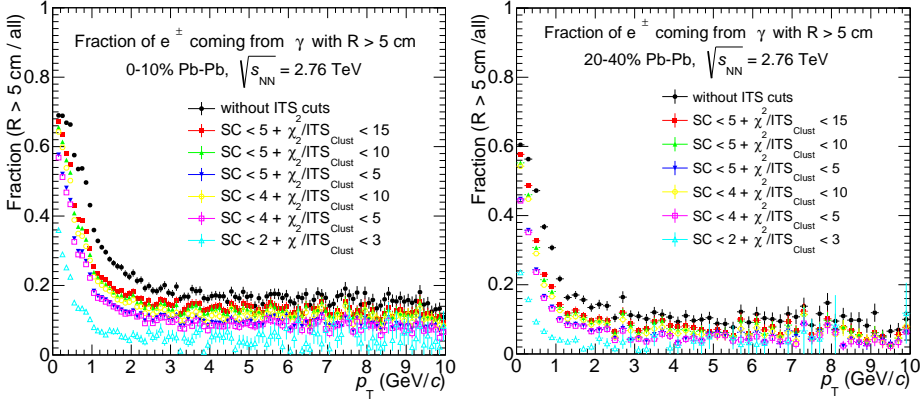 Fraction (R > 5 cm / all)
1
0.8
0.6
0.4
0.2
0
Fraction of e± coming from γ with R > 5 cm
0-10% Pb-Pb, √sNN = 2.76 TeV
without ITS cuts
SC < 5 + χ2/ITSClust < 15
SC < 5 + χ2/ITSClust < 10
SC < 5 + χ2/ITSClust < 5
SC < 4 + χ2/ITSClust < 10
SC < 4 + χ2/ITSClust < 5
SC < 2 + χ2/ITSClust < 3
0 1 2 3 4 5 6 7 8 9 10
pT (GeV/c)
Fraction (R > 5 cm /all)
1
0.8
0.6
0.4
0.2
0
Fraction of e± coming from γ with R > 5 cm
20-40% Pb-Pb, √sNN = 2.76 TeV
without ITS cuts
SC < 5 + χ2/ITSClust < 15
SC < 5 + χ2/ITSClust < 10
SC < 5 + χ2/ITSClust < 5
SC < 4 + χ2/ITSClust < 10
SC < 4 + χ2/ITSClust < 5
SC < 2 + χ2/ITSClust < 3
0 1 2 3 4 5 6 7 8 9 10
pT (GeV/c)